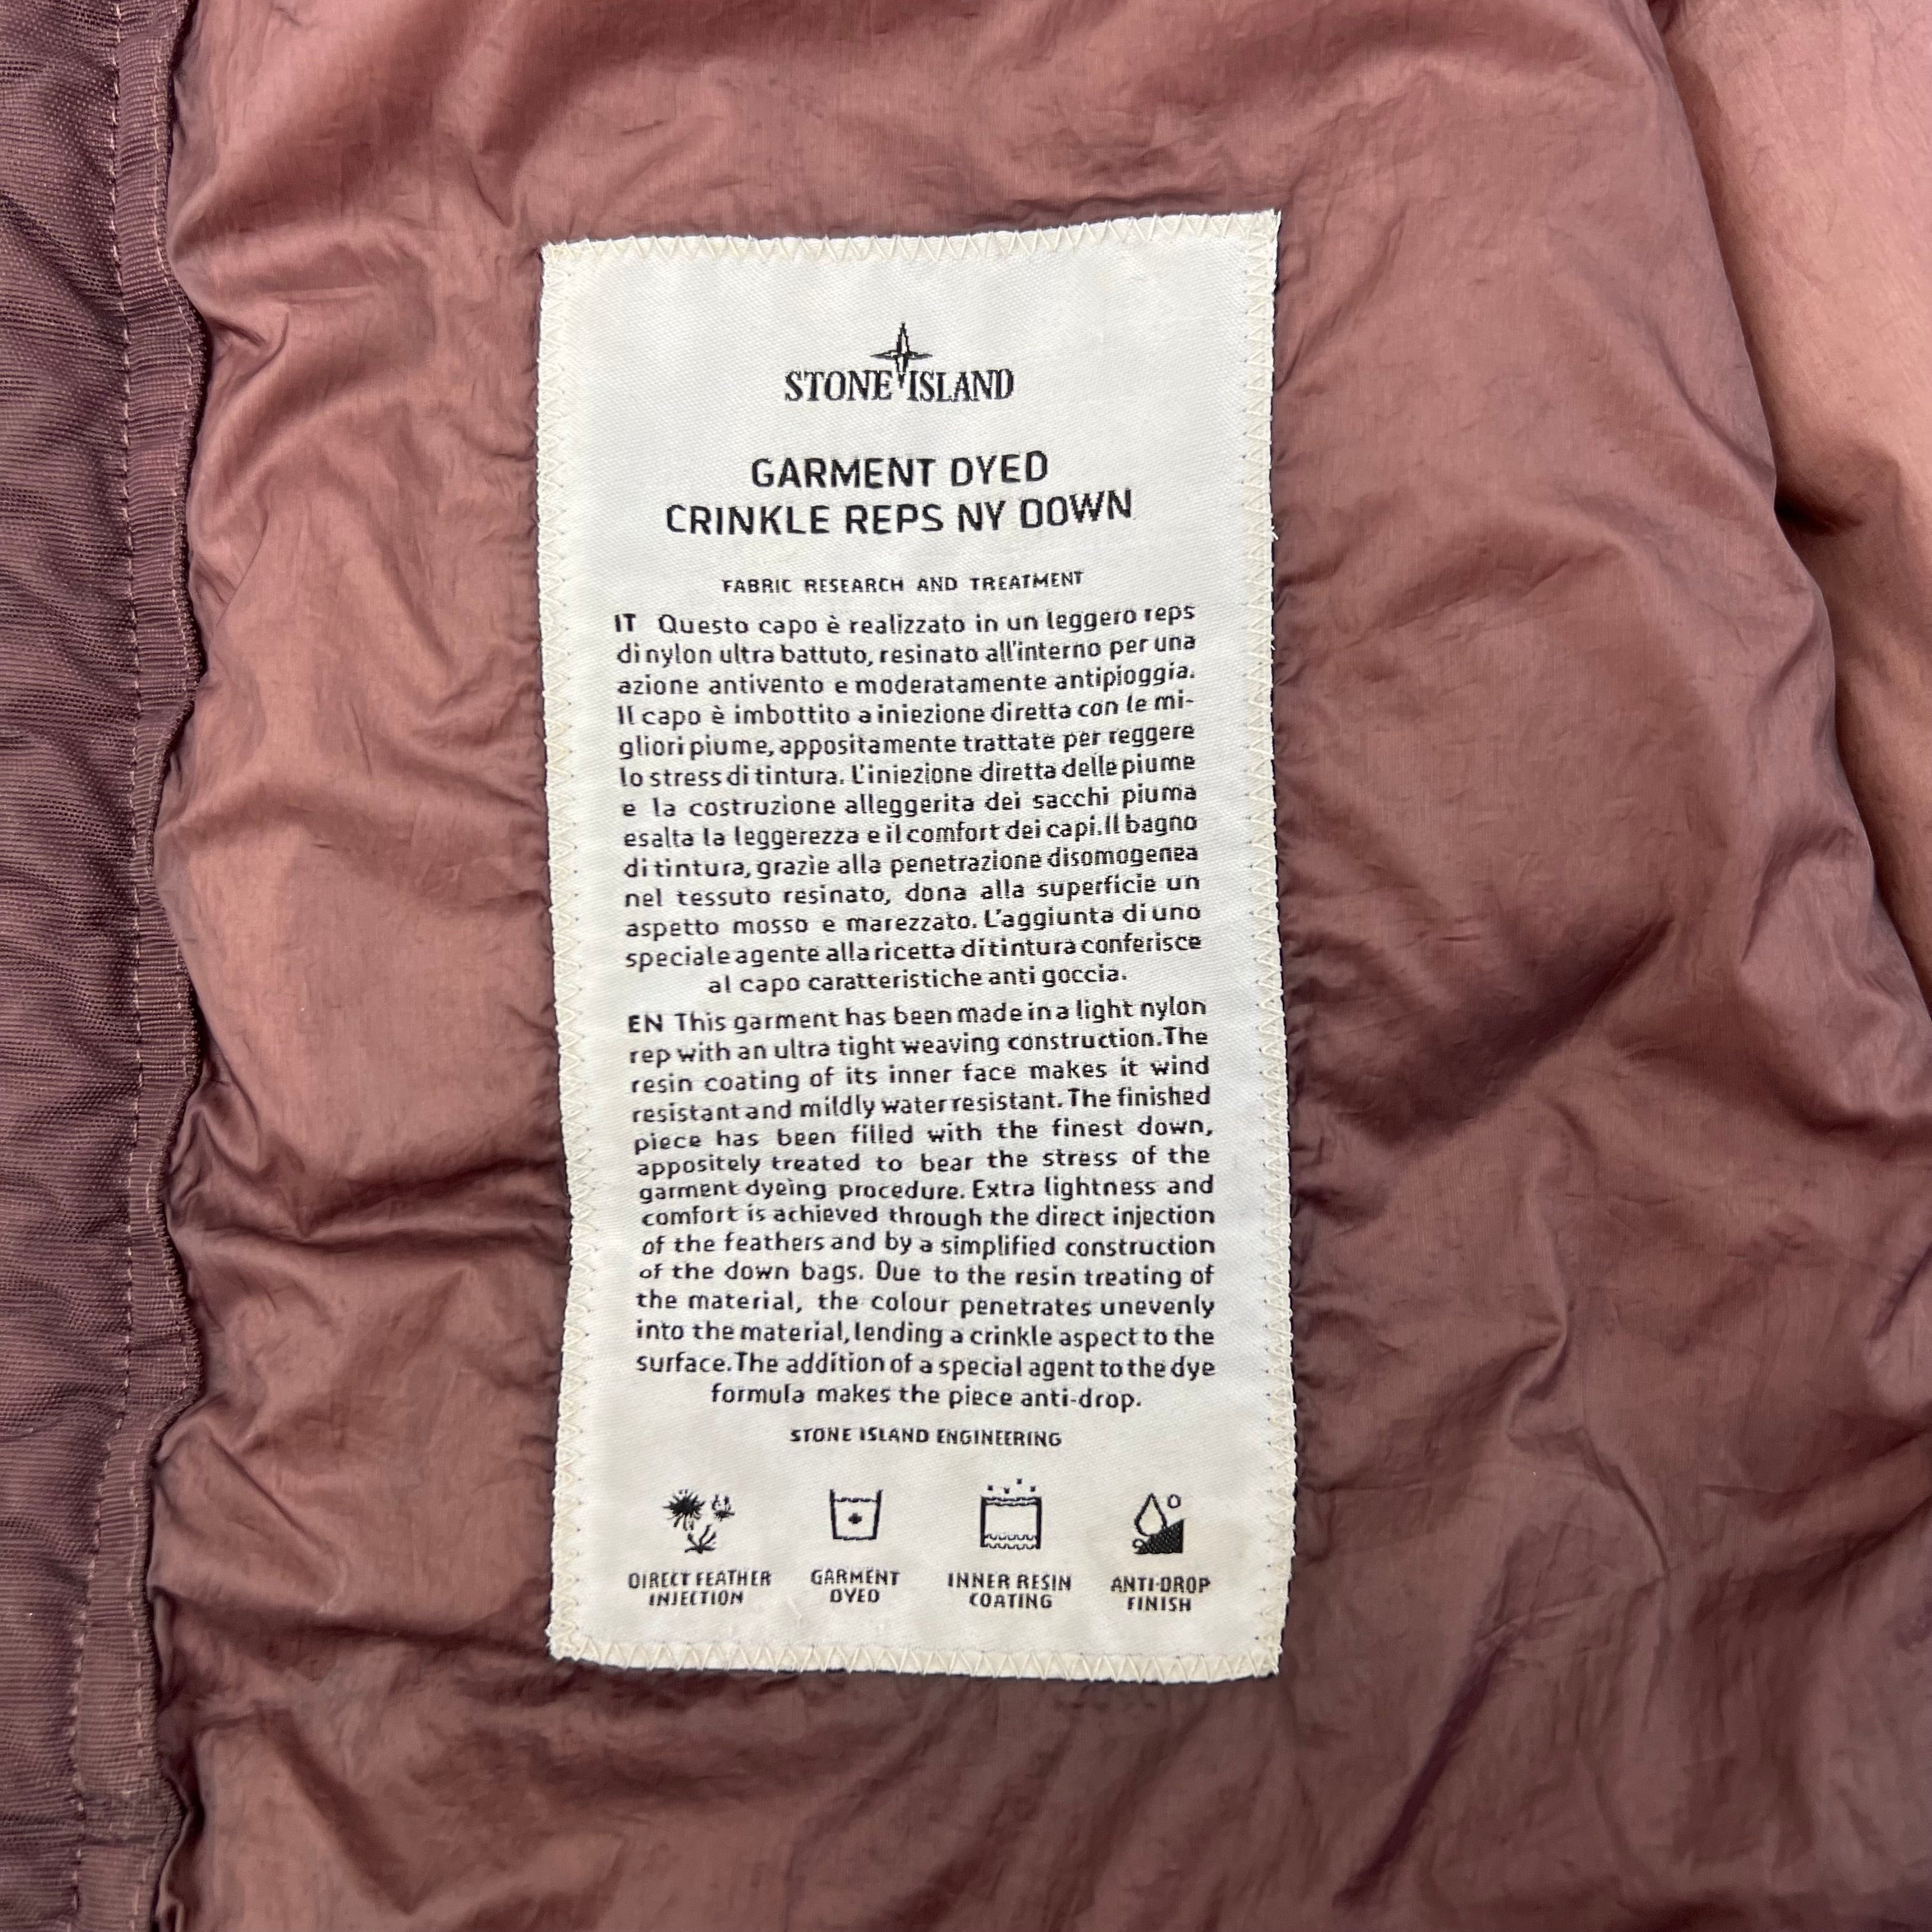 STONE ISLAND
GARMENT DYED
CRINKLE REPS NY DOWN
FABRIC RESEARCH AND TREATMENT
IT Questo capo è realizzato in un leggero reps
di nylon ultra battuto, resinato all'interno per una
azione antivento e moderatamente antipioggia.
Il capo è imbottito a iniezione diretta con le mi-
gliori piume, appositamente trattate per reggere
lo stress di tintura. L'iniezione diretta delle piume
e la costruzione alleggerita dei sacchi piuma
esalta la leggerezza e il comfort dei capi. Il bagno
di tintura, grazie alla penetrazione disomogenea
nel tessuto resinato, dona alla superficie un
aspetto mosso e marezzato. L'aggiunta di uno
speciale agente alla ricetta di tintura conferisce
al capo caratteristiche anti goccia.
EN This garment has been made in a light nylon
rep with an ultra tight weaving construction. The
resin coating of its inner face makes it wind
resistant and mildly water resistant. The finished
piece has been filled with the finest down,
appositely treated to bear the stress of the
garment dyeing procedure. Extra lightness and
comfort is achieved through the direct injection
of the feathers and by a simplified construction
of the down bags. Due to the resin treating of
the material, the colour penetrates unevenly
into the material, lending a crinkle aspect to the
surface. The addition of a special agent to the dye
formula makes the piece anti-drop.
STONE ISLAND ENGINEERING
DIRECT FEATHER GARMENT INNER RESIN ANTI-DROP
INJECTION DYED COATING FINISH